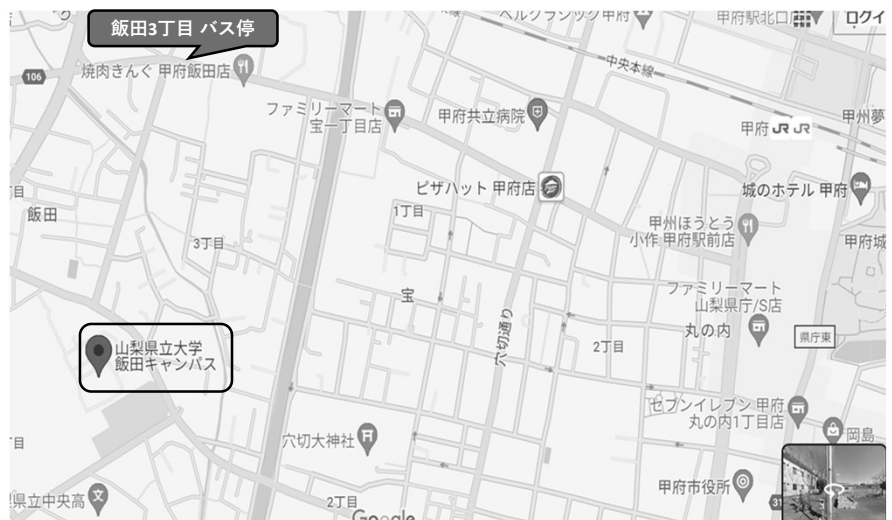 飯田3丁目 バス停
ベルクランツ甲府
甲府駅北口
ログイ
106
焼肉きんぐ 甲府飯田店
中央本線
ファミリーマート
宝一丁目店
甲府共立病院
甲府 JR JR
甲州夢
ピザハット 甲府店
城のホテル 甲府
丁目
飯田
1丁目
3丁目
甲州ほうとう
小作 甲府駅前店
甲府城
宝
穴切通り
ファミリーマート
山梨県庁/S店
丸の内
県庁東
2丁目
山梨県立大学
飯田キャンパス
セブンイレブン 甲府
丸の内1丁目店
岡島
穴切大神社
丁目
県立中央高
甲府市役所
31
2丁目
Google